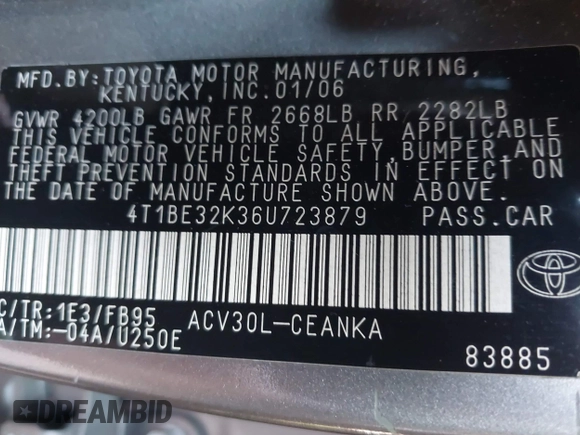 MFD. BY: TOYOTA MOTOR MANUFACTURING,
KENTUCKY, INC. 01/06
GVWR 4200LB GAWR FR 2668LB RR 2282LB
THIS VEHICLE CONFORMS TO ALL APPLICABLE
FEDERAL MOTOR VEHICLE SAFETY, BUMPER AND
THEFT PREVENTION STANDARDS IN EFFECT ON
THE DATE OF MANUFACTURE SHOWN ABOVE.
4T1BE32K36U723879 PASS.CAR
C/TR:1E3/FB95 ACV30L-CEANKA
A/TM:-04A/U250E
83885
DREAMBID